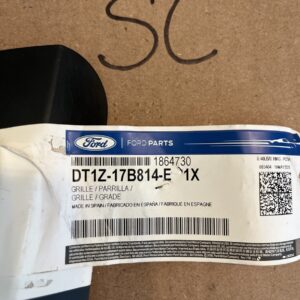 SC
Ford FORD PARTS
1864730
DT1Z-17B814-E 1X
GRILLE / PARRILLA /
GRILLE / GRADE
MADE IN SPAIN / FABRICADO EN ESPAÑA / FABRIQUE EN ESPAGNE